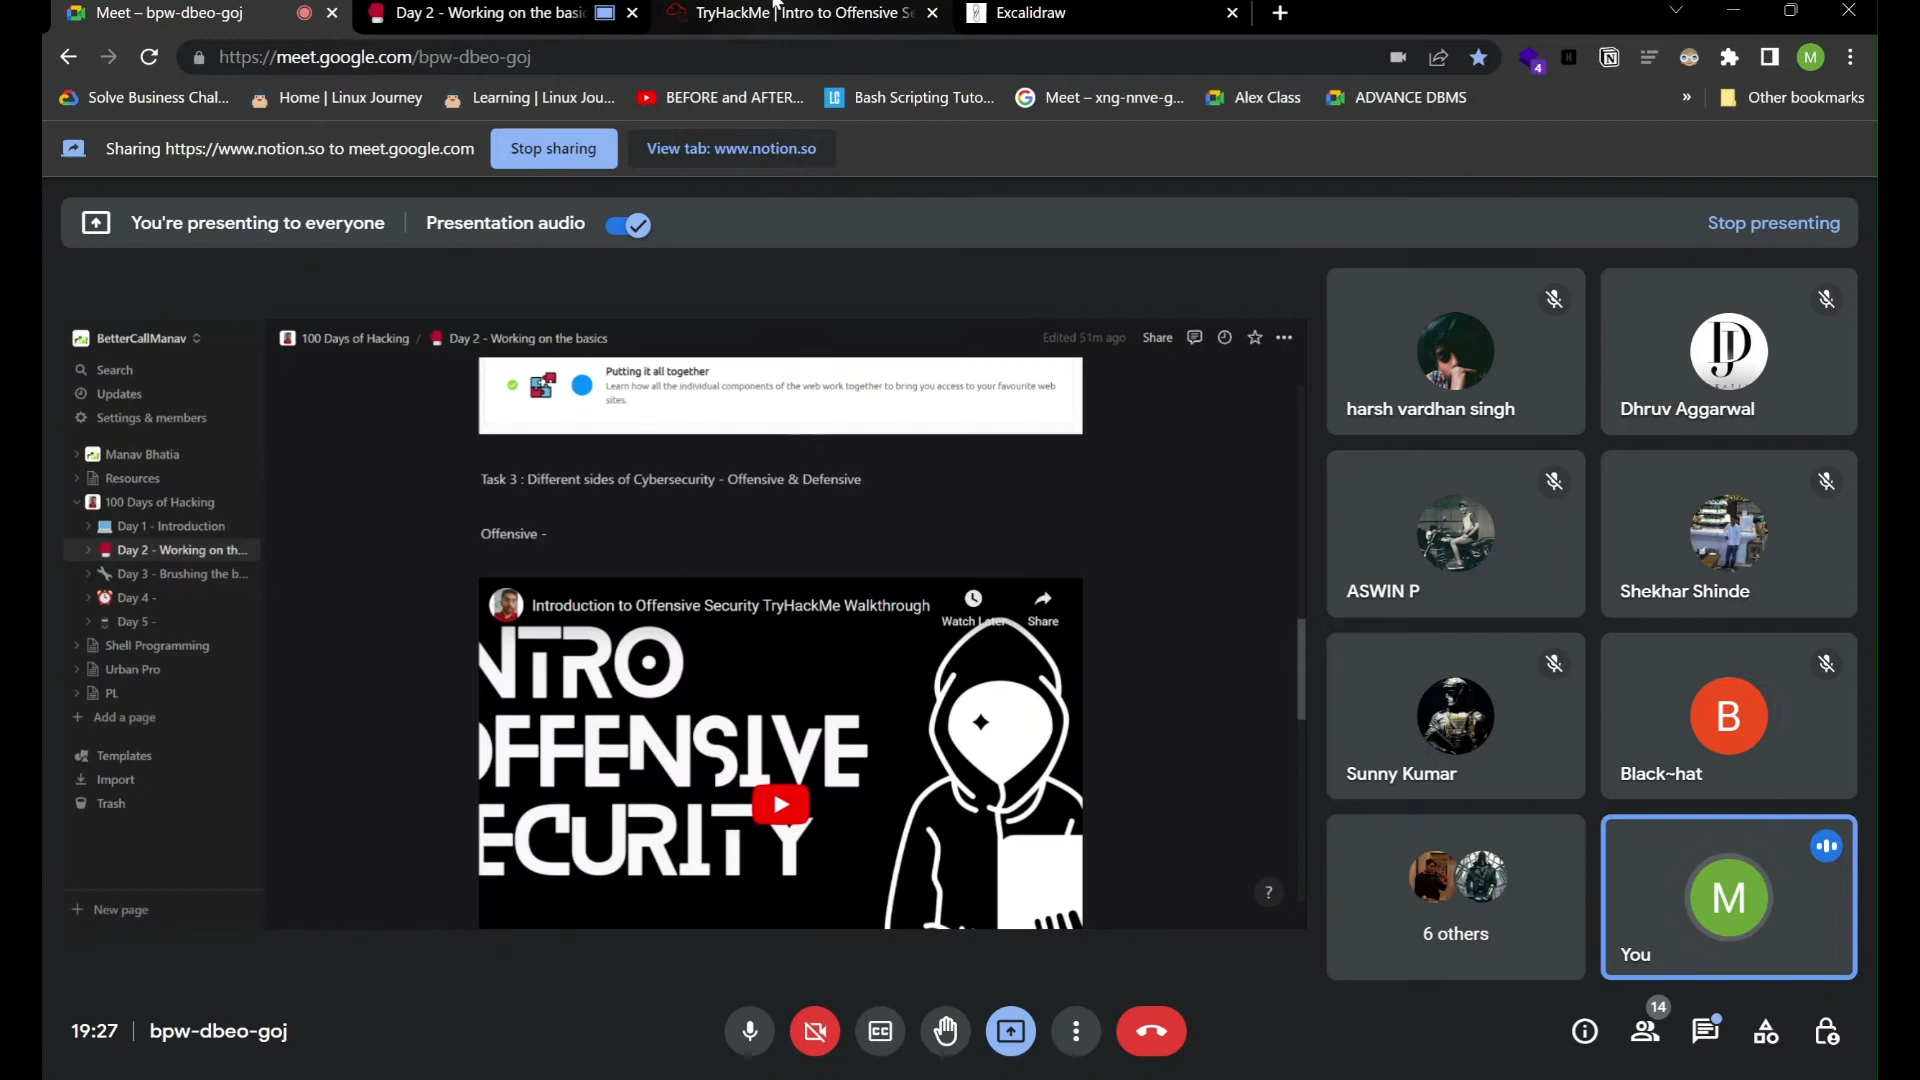 Meet – bpw-dbeo-goj
Day 2 - Working on the basic
TryHackMe | Intro to Offensive Se
Excalidraw
https://meet.google.com/bpw-dbeo-goj
4
M
Solve Business Chal...
Home | Linux Journey
Learning | Linux Jou...
BEFORE and AFTER...
LC
Bash Scripting Tuto...
Meet – xng-nnve-g...
Alex Class
ADVANCE DBMS
»
Other bookmarks
Sharing https://www.notion.so to meet.google.com
Stop sharing
View tab: www.notion.so
You're presenting to everyone
Presentation audio
Stop presenting
BetterCallManav
Search
Updates
Settings & members
Manav Bhatia
Resources
100 Days of Hacking
Day 1 - Introduction
Day 2 - Working on th...
Day 3 - Brushing the b...
Day 4 -
Day 5 -
Shell Programming
Urban Pro
PL
Add a page
Templates
Import
Trash
New page
100 Days of Hacking / Day 2 - Working on the basics
Edited 51m ago
Share
Putting it all together
Learn how all the individual components of the web work together to bring you access to your favourite web
sites.
Task 3 : Different sides of Cybersecurity - Offensive & Defensive
Offensive -
Introduction to Offensive Security TryHackMe Walkthrough
Watch Later
Share
NTRO
OFFENSIVE
ECURITY
?
harsh vardhan singh
DJ
Dhruv Aggarwal
ASWIN P
Shekhar Shinde
Sunny Kumar
B
Black~hat
6 others
M
You
19:27
bpw-dbeo-goj
CC
14